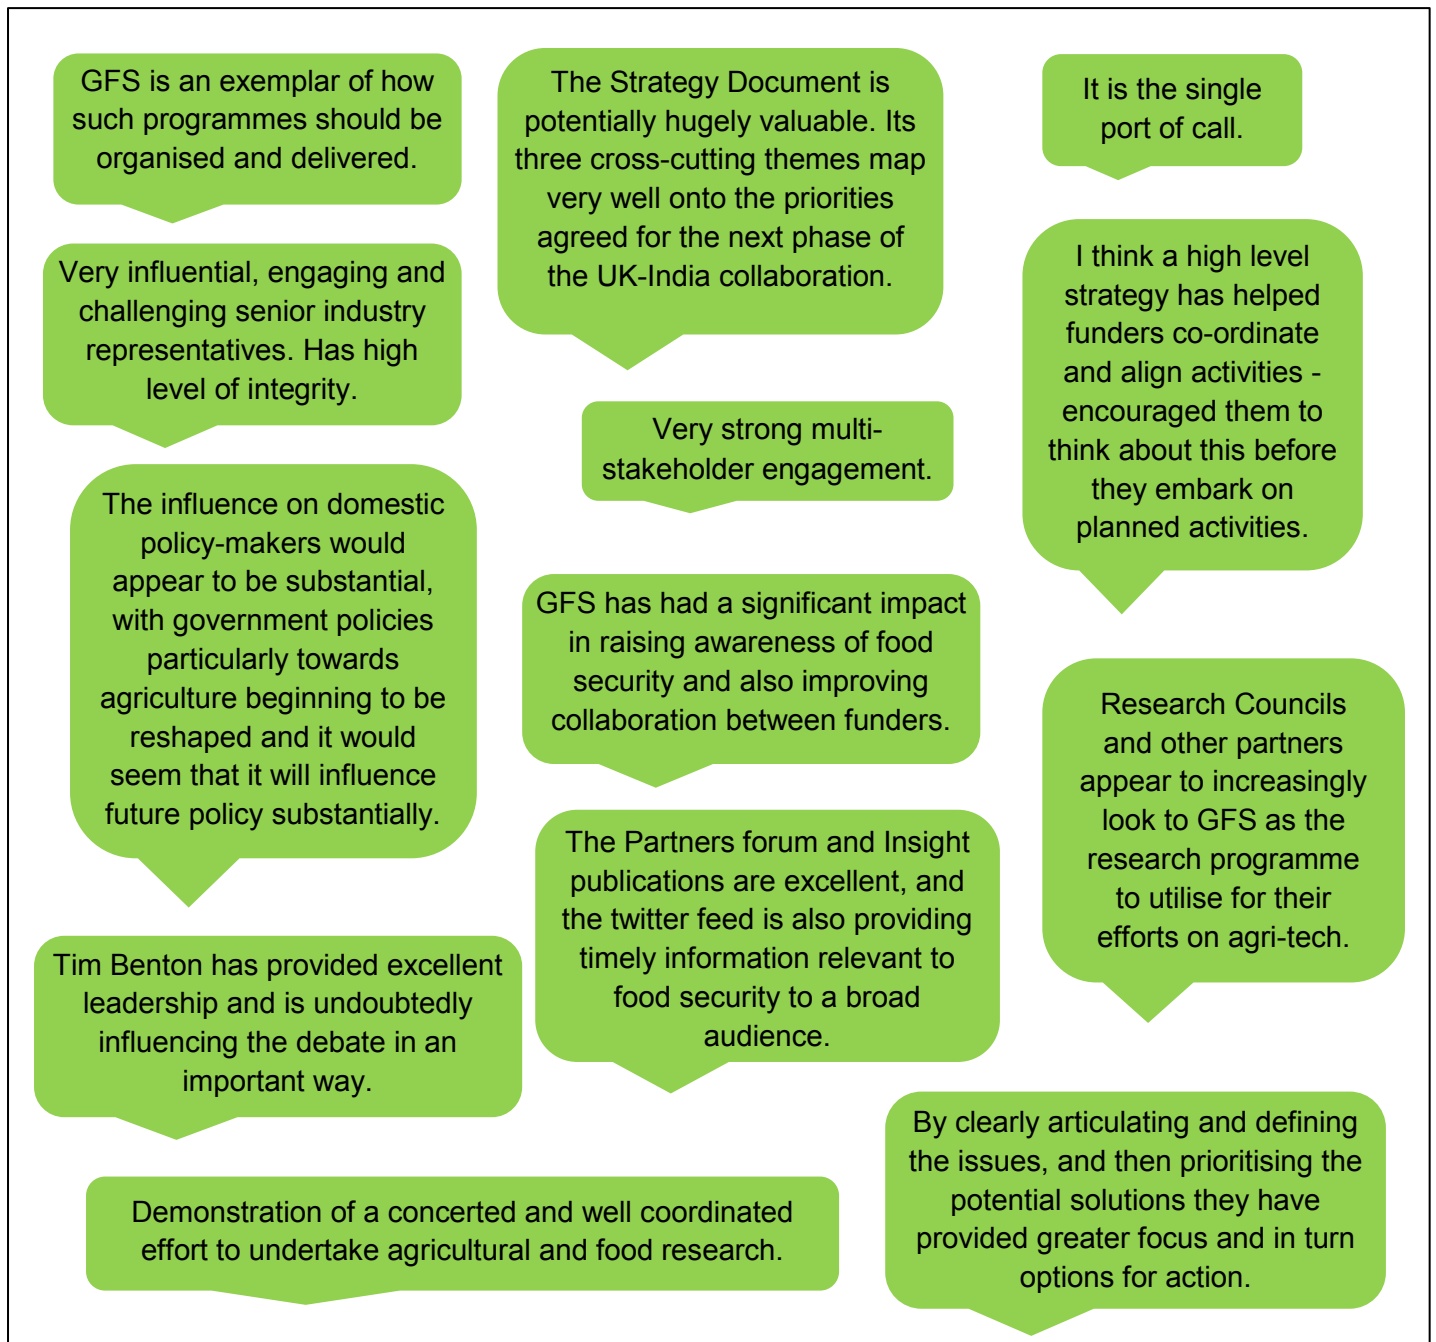 GFS is an exemplar of how
such programmes should be
organised and delivered.
The Strategy Document is
potentially hugely valuable. Its
three cross-cutting themes map
very well onto the priorities
agreed for the next phase of
the UK-India collaboration.
It is the single
port of call.
Very influential, engaging and
challenging senior industry
representatives. Has high
level of integrity.
I think a high level
strategy has helped
funders co-ordinate
and align activities -
encouraged them to
think about this before
they embark on
planned activities.
Very strong multi-
stakeholder engagement.
The influence on domestic
policy-makers would
appear to be substantial,
with government policies
particularly towards
agriculture beginning to be
reshaped and it would
seem that it will influence
future policy substantially.
GFS has had a significant impact
in raising awareness of food
security and also improving
collaboration between funders.
Research Councils
and other partners
appear to increasingly
look to GFS as the
research programme
to utilise for their
efforts on agri-tech.
The Partners forum and Insight
publications are excellent, and
the twitter feed is also providing
timely information relevant to
food security to a broad
audience.
Tim Benton has provided excellent
leadership and is undoubtedly
influencing the debate in an
important way.
By clearly articulating and defining
the issues, and then prioritising the
potential solutions they have
provided greater focus and in turn
options for action.
Demonstration of a concerted and well coordinated
effort to undertake agricultural and food research.